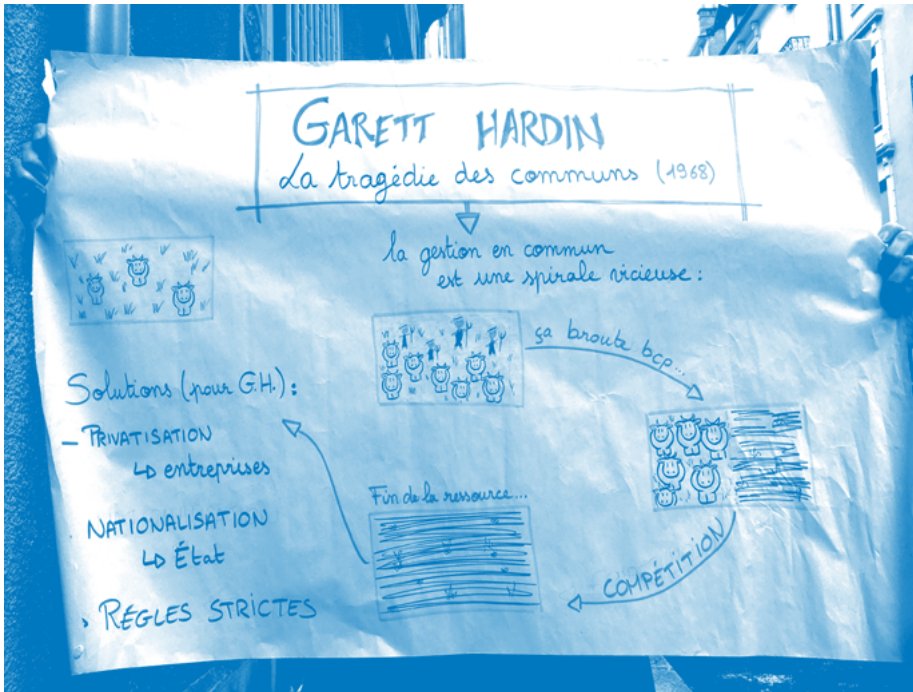 GARETT HARDIN
La tragédie des communs (1968)
la gestion en commun
est une spirale vicieuse :
ça broute bcp...
COMPÉTITION
Fin de la ressource...
Solutions (pour G.H.) :
- PRIVATISATION
↳ entreprises
NATIONALISATION
↳ État
> RÈGLES STRICTES